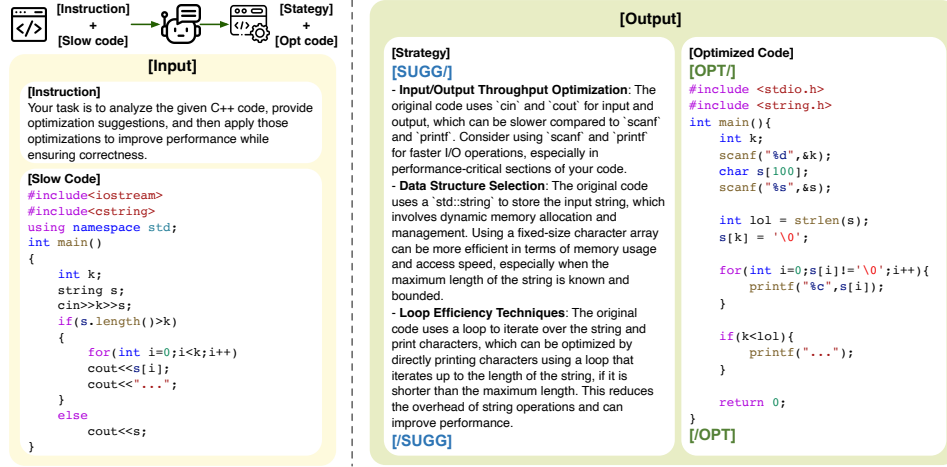 [Instruction]
+
[Slow code]
[Stategy]
+
[Opt code]
[Input]
[Instruction]
Your task is to analyze the given C++ code, provide
optimization suggestions, and then apply those
optimizations to improve performance while
ensuring correctness.
[Slow Code]
#include<iostream>
#include<cstring>
using namespace std;
int main()
{
    int k;
    string s;
    cin>>k>>s;
    if(s.length()>k)
    {
        for(int i=0;i<k;i++)
        cout<<s[i];
        cout<<"...";
    }
    else
        cout<<s;
}
[Output]
[Strategy]
[SUGG/]
- Input/Output Throughput Optimization: The
original code uses `cin` and `cout` for input and
output, which can be slower compared to `scanf`
and `printf`. Consider using `scanf` and `printf`
for faster I/O operations, especially in
performance-critical sections of your code.
- Data Structure Selection: The original code
uses a `std::string` to store the input string, which
involves dynamic memory allocation and
management. Using a fixed-size character array
can be more efficient in terms of memory usage
and access speed, especially when the
maximum length of the string is known and
bounded.
- Loop Efficiency Techniques: The original
code uses a loop to iterate over the string and
print characters, which can be optimized by
directly printing characters using a loop that
iterates up to the length of the string, if it is
shorter than the maximum length. This reduces
the overhead of string operations and can
improve performance.
[/SUGG]
[Optimized Code]
[OPT/]
#include <stdio.h>
#include <string.h>
int main(){
    int k;
    scanf("%d",&k);
    char s[100];
    scanf("%s",&s);

    int lol = strlen(s);
    s[k] = '\0';

    for(int i=0;s[i]!='\0';i++){
        printf("%c",s[i]);
    }

    if(k<lol){
        printf("...");
    }

    return 0;
}
[/OPT]